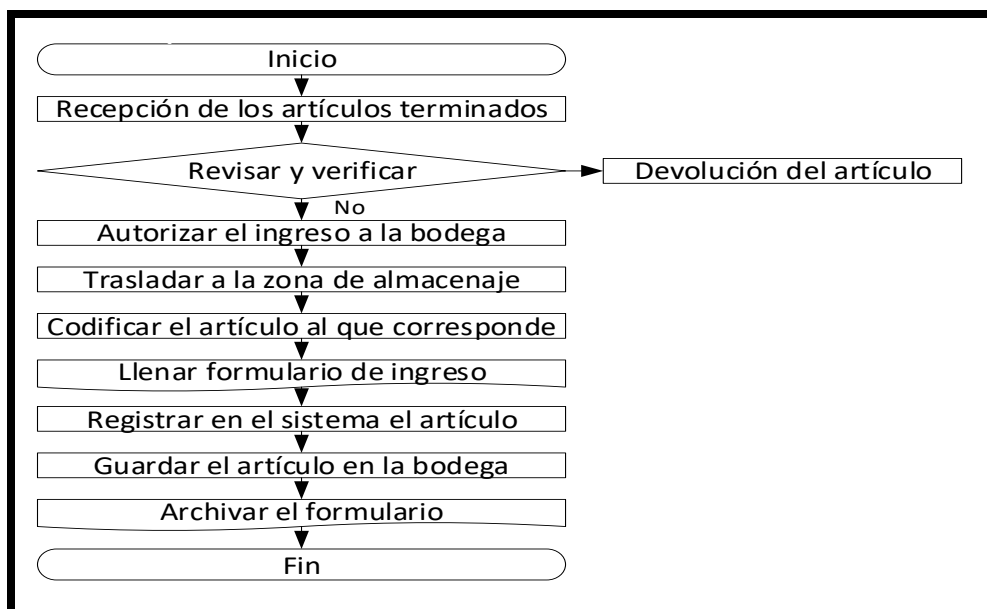 Inicio
Recepción de los artículos terminados
Revisar y verificar
Devolución del artículo
No
Autorizar el ingreso a la bodega
Trasladar a la zona de almacenaje
Codificar el artículo al que corresponde
Llenar formulario de ingreso
Registrar en el sistema el artículo
Guardar el artículo en la bodega
Archivar el formulario
Fin